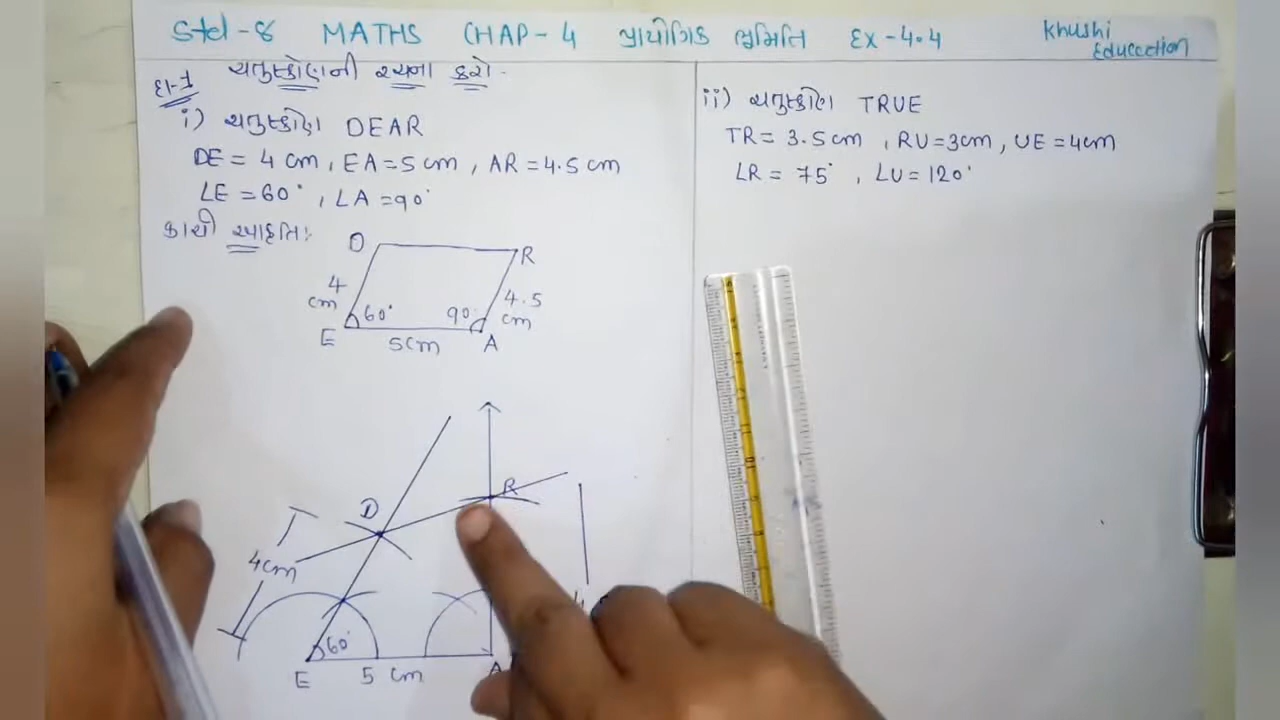 Std-8 MATHS CHAP-4 પ્રાયોગિક ભૂમિતિ EX-4.4 Khushi Education
દા-1 ચતુષ્કોણની રચના કરો.
i) ચતુષ્કોણ DEAR
DE = 4 cm, EA = 5 cm, AR = 4.5 cm
∠E = 60°, ∠A = 90°
કાચી આકૃતિ:
D R
4 cm 60° 90° 4.5 cm
E 5cm A
D R
4cm
60°
E 5 cm A
ii) ચતુષ્કોણ TRUE
TR = 3.5 cm, RU = 3cm, UE = 4cm
∠R = 75°, ∠U = 120°